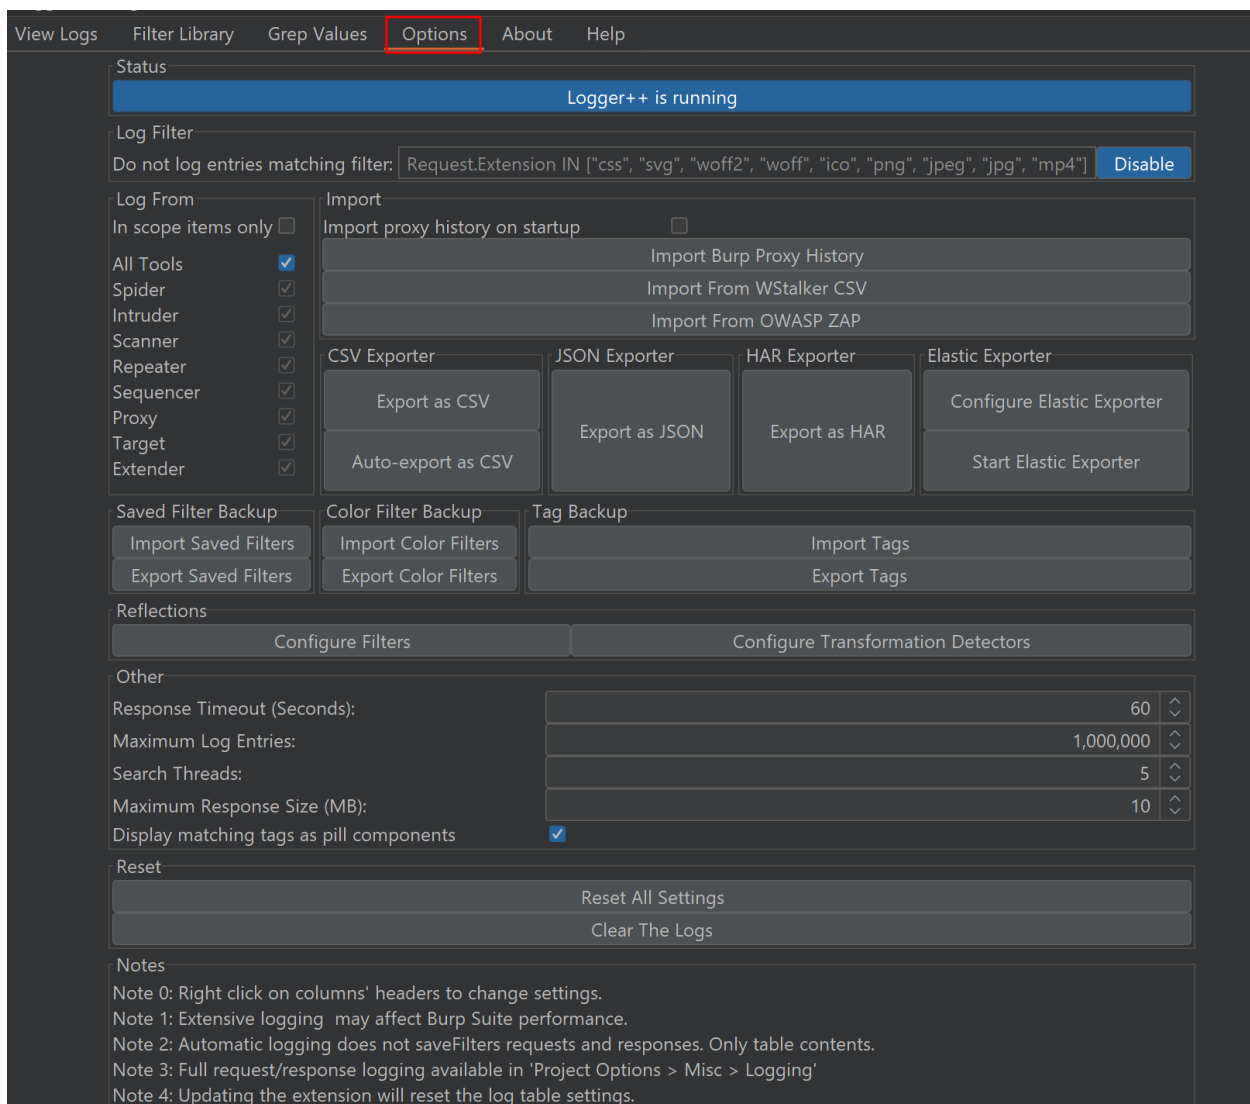 View Logs Filter Library Grep Values Options About Help
Status
Logger++ is running
Log Filter
Do not log entries matching filter: Request.Extension IN ["css", "svg", "woff2", "woff", "ico", "png", "jpeg", "jpg", "mp4"] Disable
Log From
In scope items only
All Tools
Spider
Intruder
Scanner
Repeater
Sequencer
Proxy
Target
Extender
Import
Import proxy history on startup
Import Burp Proxy History
Import From WStalker CSV
Import From OWASP ZAP
CSV Exporter
Export as CSV
Auto-export as CSV
JSON Exporter
Export as JSON
HAR Exporter
Export as HAR
Elastic Exporter
Configure Elastic Exporter
Start Elastic Exporter
Saved Filter Backup
Import Saved Filters
Export Saved Filters
Color Filter Backup
Import Color Filters
Export Color Filters
Tag Backup
Import Tags
Export Tags
Reflections
Configure Filters Configure Transformation Detectors
Other
Response Timeout (Seconds): 60
Maximum Log Entries: 1,000,000
Search Threads: 5
Maximum Response Size (MB): 10
Display matching tags as pill components
Reset
Reset All Settings
Clear The Logs
Notes
Note 0: Right click on columns' headers to change settings.
Note 1: Extensive logging  may affect Burp Suite performance.
Note 2: Automatic logging does not saveFilters requests and responses. Only table contents.
Note 3: Full request/response logging available in 'Project Options > Misc > Logging'
Note 4: Updating the extension will reset the log table settings.